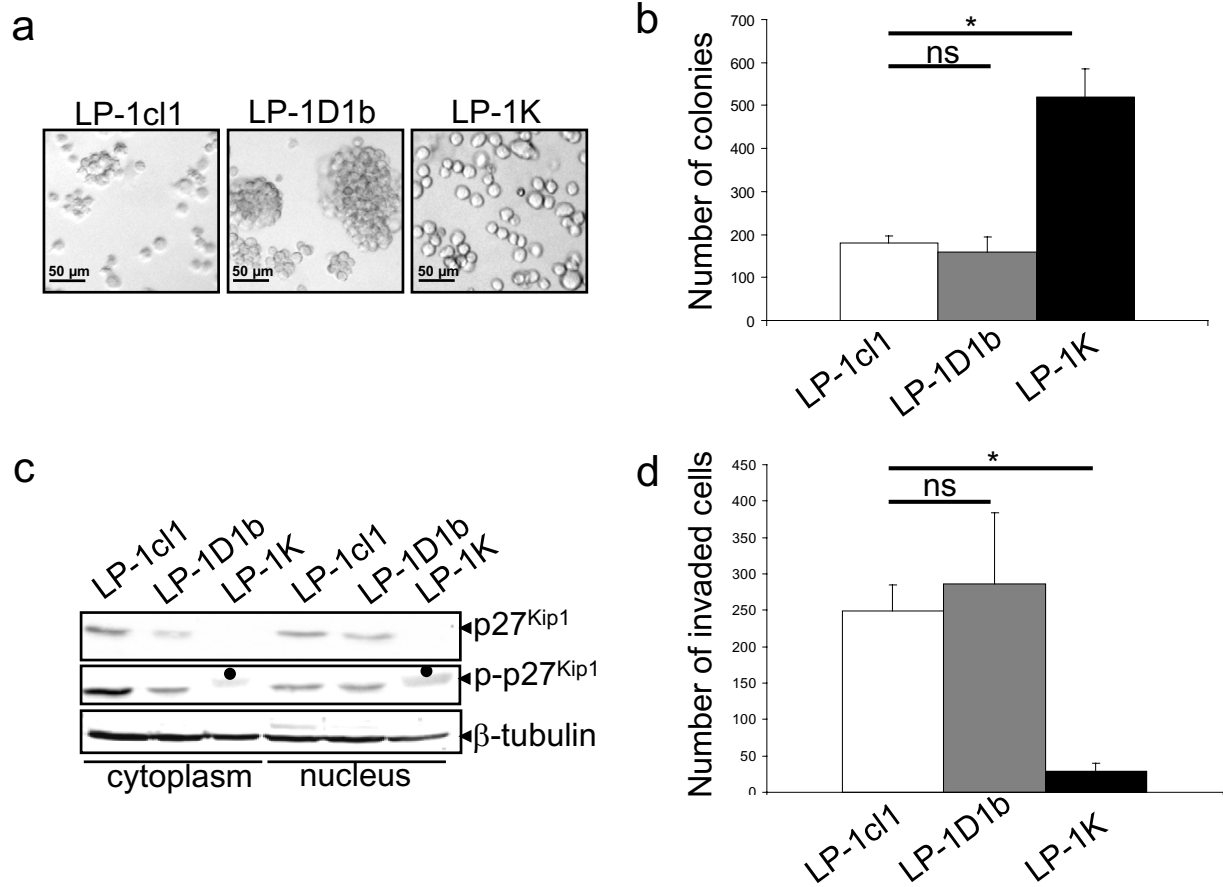 a
LP-1cl1 LP-1D1b LP-1K
50 µm 50 µm 50 µm
b
Number of colonies
700
600
500
400
300
200
100
0
*
ns
LP-1cl1 LP-1D1b LP-1K
c
LP-1cl1 LP-1D1b LP-1K LP-1cl1 LP-1D1b LP-1K
p27Kip1
p-p27Kip1
β-tubulin
cytoplasm nucleus
d
Number of invaded cells
450
400
350
300
250
200
150
100
50
0
*
ns
LP-1cl1 LP-1D1b LP-1K